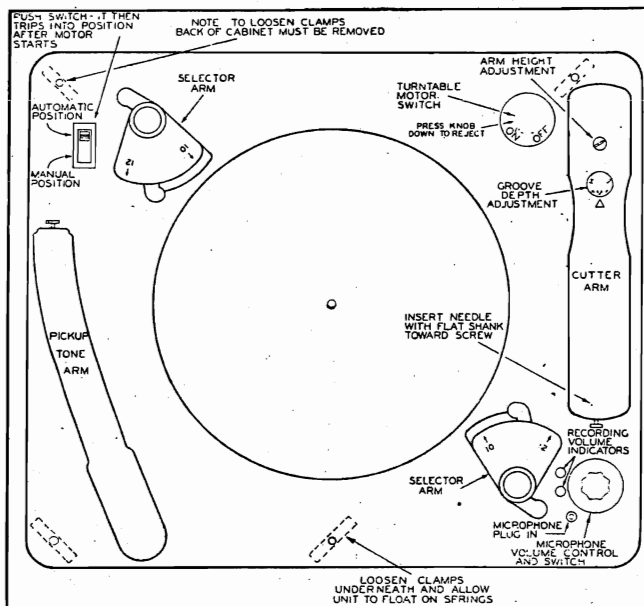 PUSH SWITCH - IT THEN
TRIPS INTO POSITION
AFTER MOTOR
STARTS
NOTE TO LOOSEN CLAMPS
BACK OF CABINET MUST BE REMOVED
SELECTOR
ARM
AUTOMATIC
POSITION
MANUAL
POSITION
12
10
ARM HEIGHT
ADJUSTMENT
TURNTABLE
MOTOR
SWITCH
PRESS KNOB
DOWN TO REJECT
ON OFF
GROOVE
DEPTH
ADJUSTMENT
CUTTER
ARM
PICKUP
TONE
ARM
INSERT NEEDLE
WITH FLAT SHANK
TOWARD SCREW
10
12
RECORDING
VOLUME
INDICATORS
SELECTOR
ARM
MICROPHONE
PLUG IN
MICROPHONE
VOLUME CONTROL
AND SWITCH
LOOSEN CLAMPS
UNDERNEATH AND ALLOW
UNIT TO FLOAT ON SPRINGS